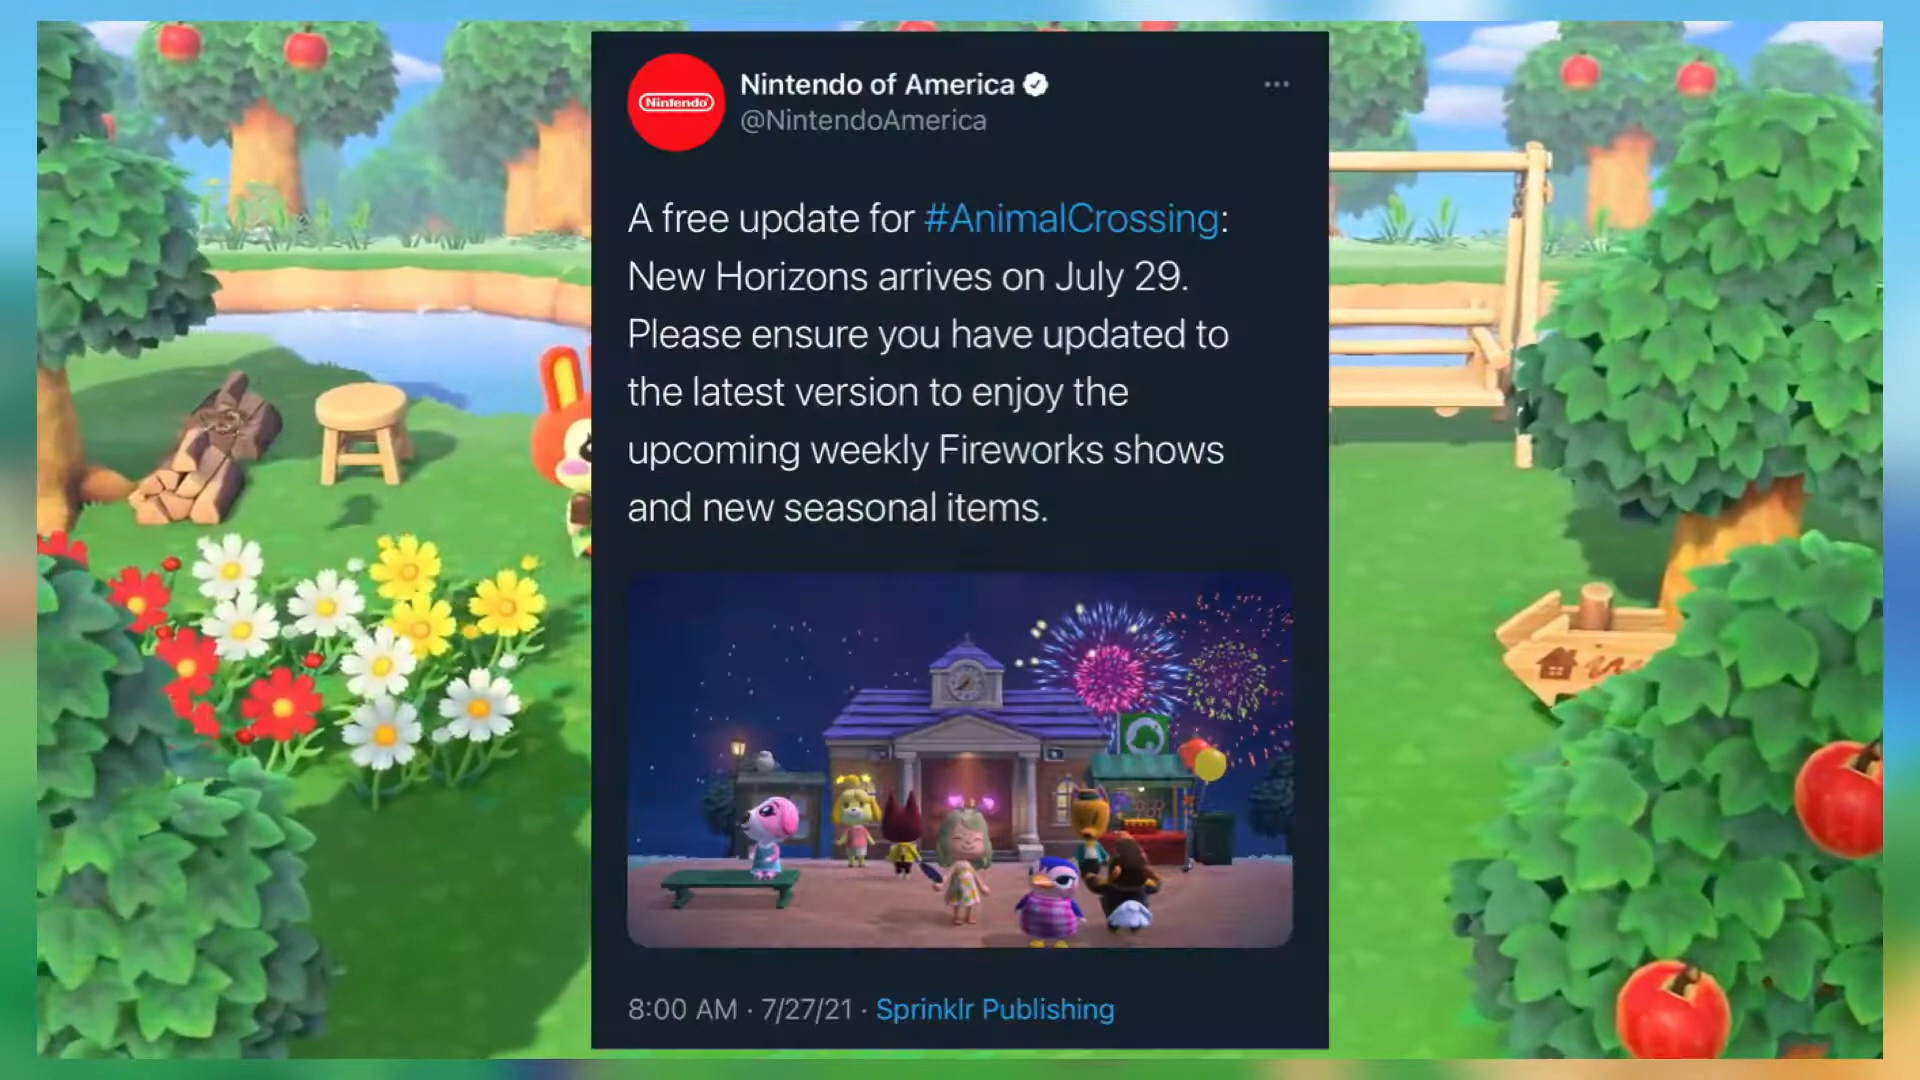 Nintendo
Nintendo of America
@NintendoAmerica
A free update for #AnimalCrossing:
New Horizons arrives on July 29.
Please ensure you have updated to
the latest version to enjoy the
upcoming weekly Fireworks shows
and new seasonal items.
8:00 AM · 7/27/21 · Sprinklr Publishing